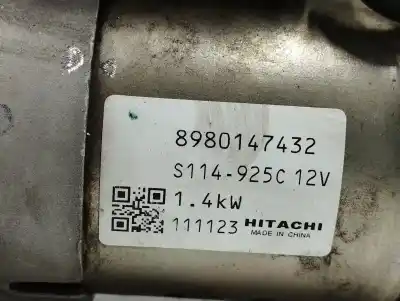 8980147432
S114-925C 12V
1.4kW
111123 HITACHI
MADE IN CHINA